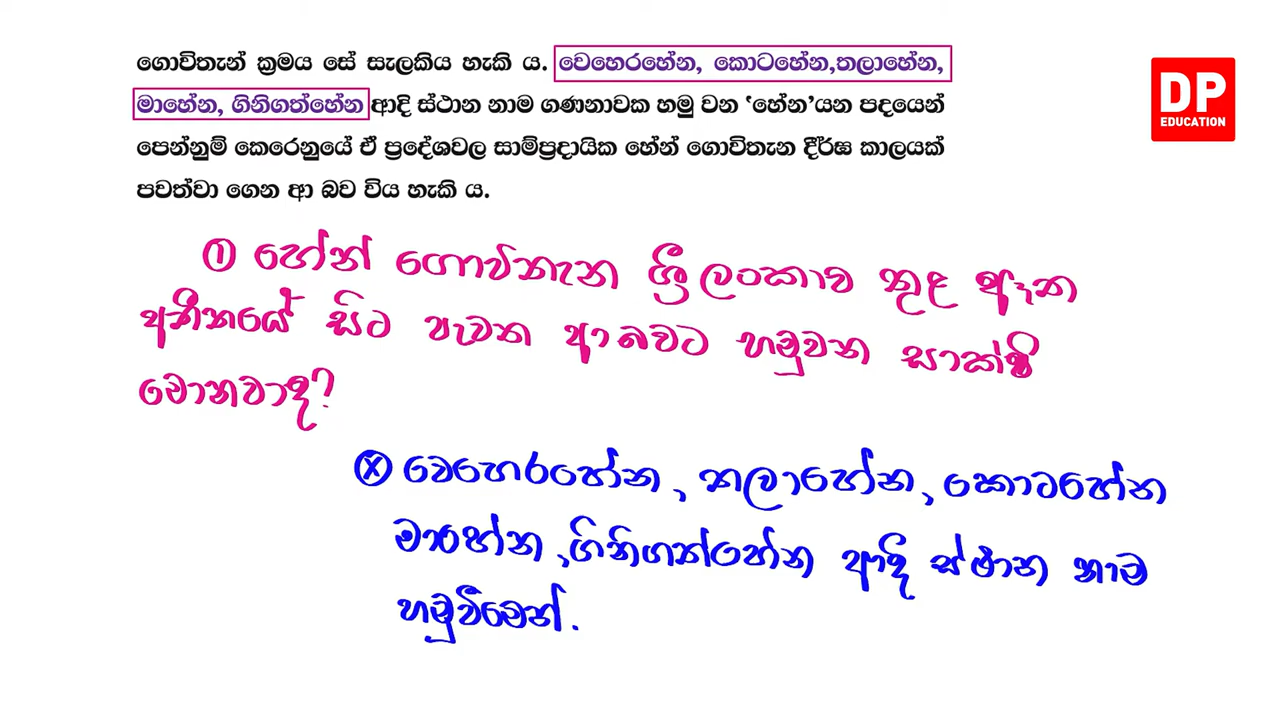 ගොවිතැන් ක්‍රමය සේ සැලකිය හැකි ය. වෙහෙරහේන, කොටහේන,තලාහේන,
මාහේන, ගිනිගත්හේන ආදි ස්ථාන නාම ගණනාවක හමු වන 'හේන'යන පදයෙන්
පෙන්නුම් කෙරෙනුයේ ඒ ප්‍රදේශවල සාම්ප්‍රදායික හේන් ගොවිතැන දීර්ඝ කාලයක්
පවත්වා ගෙන ආ බව විය හැකි ය.
DP
EDUCATION
① හේන් ගොවිතැන ශ්‍රී ලංකාව තුළ ඈත
අතීතයේ සිට පැවත ආ බවට හමුවන සාක්ෂි
මොනවාද?
ⓧ වෙහෙරහේන, තලාහේන, කොටහේන
මාහේන, ගිනිගත්හේන ආදි ස්ථාන නාම
හමුවීමෙන්.